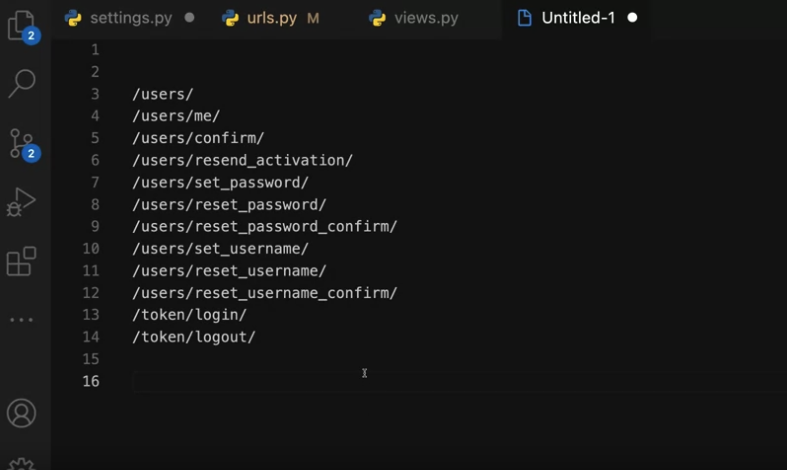 settings.py
urls.py M
views.py
Untitled-1
2
2
1
2
3 /users/
4 /users/me/
5 /users/confirm/
6 /users/resend_activation/
7 /users/set_password/
8 /users/reset_password/
9 /users/reset_password_confirm/
10 /users/set_username/
11 /users/reset_username/
12 /users/reset_username_confirm/
13 /token/login/
14 /token/logout/
15
16